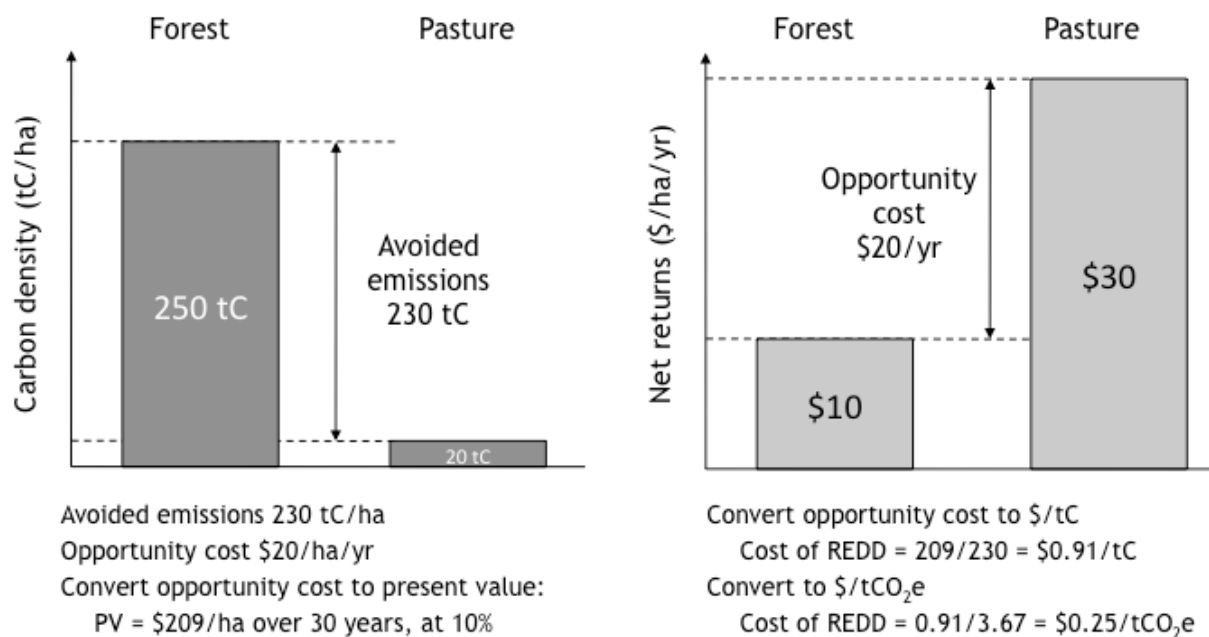 Forest
Pasture
Carbon density (tC/ha)
250 tC
Avoided
emissions
230 tC
20 tC
Avoided emissions 230 tC/ha
Opportunity cost $20/ha/yr
Convert opportunity cost to present value:
PV = $209/ha over 30 years, at 10%
Forest
Pasture
Net returns ($/ha/yr)
Opportunity
cost
$20/yr
$30
$10
Convert opportunity cost to $/tC
Cost of REDD = 209/230 = $0.91/tC
Convert to $/tCO₂e
Cost of REDD = 0.91/3.67 = $0.25/tCO₂e